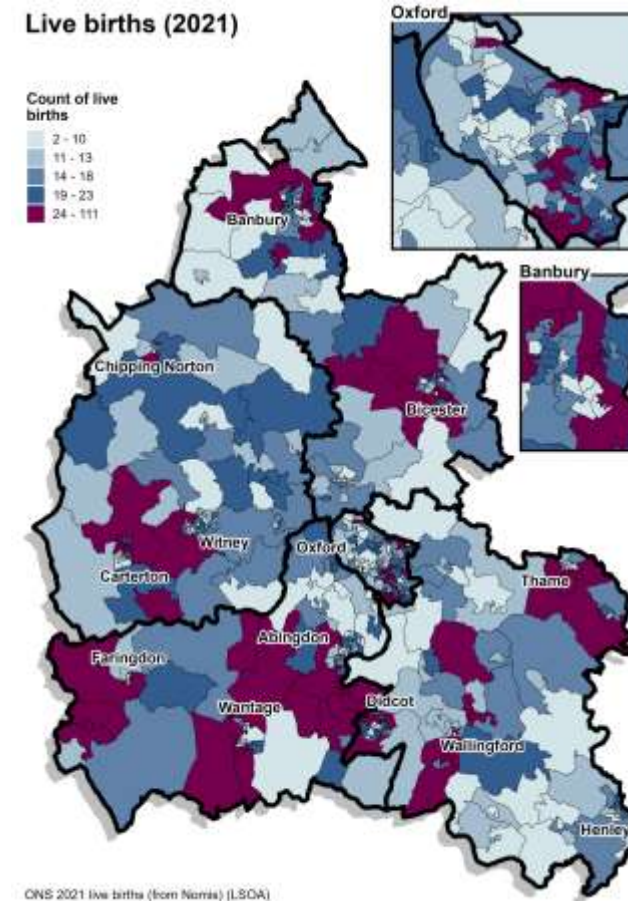 Live births (2021)
Oxford
Count of live
births
2 - 10
11 - 13
14 - 18
19 - 23
24 - 111
Banbury
Banbury
Chipping Norton
Bicester
Witney
Oxford
Carterton
Thame
Abingdon
Faringdon
Wantage
Didcot
Wallingford
Henley
ONS 2021 live births (from Nomis) (LSOA)